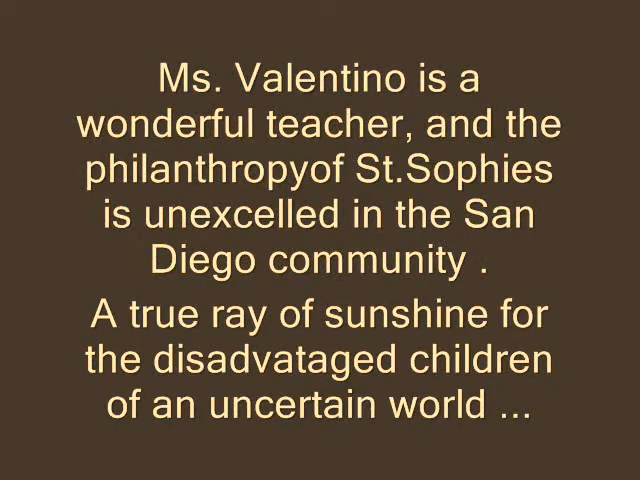 Ms. Valentino is a
wonderful teacher, and the
philanthropyof St.Sophies
is unexcelled in the San
Diego community .
A true ray of sunshine for
the disadvataged children
of an uncertain world ...